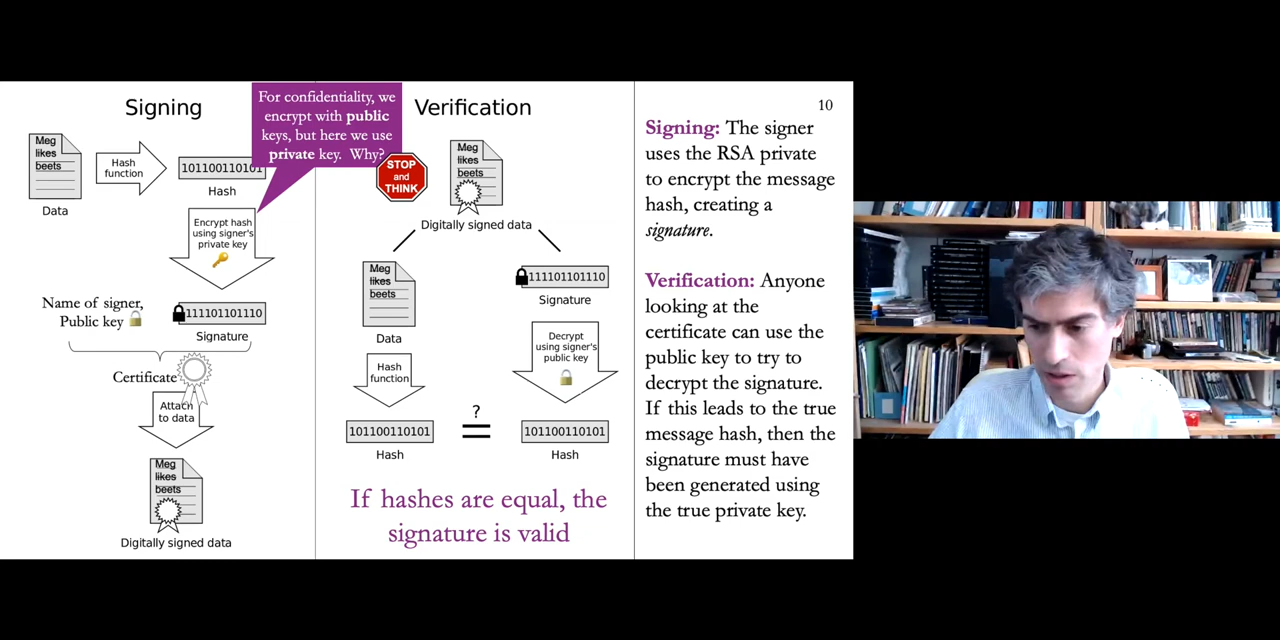 Signing
Meg
likes
beets
Data
Hash
function
101100110101
Hash
For confidentiality, we
encrypt with public
keys, but here we use
private key. Why?
STOP
and
THINK
Encrypt hash
using signer's
private key
Name of signer,
Public key
111101101110
Signature
Certificate
Attach
to data
Meg
likes
beets
Digitally signed data
Verification
Meg
likes
beets
Digitally signed data
Meg
likes
beets
Data
Hash
function
101100110101
Hash
?
=
111101101110
Signature
Decrypt
using signer's
public key
101100110101
Hash
If hashes are equal, the
signature is valid
10
Signing: The signer
uses the RSA private
to encrypt the message
hash, creating a
signature.
Verification: Anyone
looking at the
certificate can use the
public key to try to
decrypt the signature.
If this leads to the true
message hash, then the
signature must have
been generated using
the true private key.